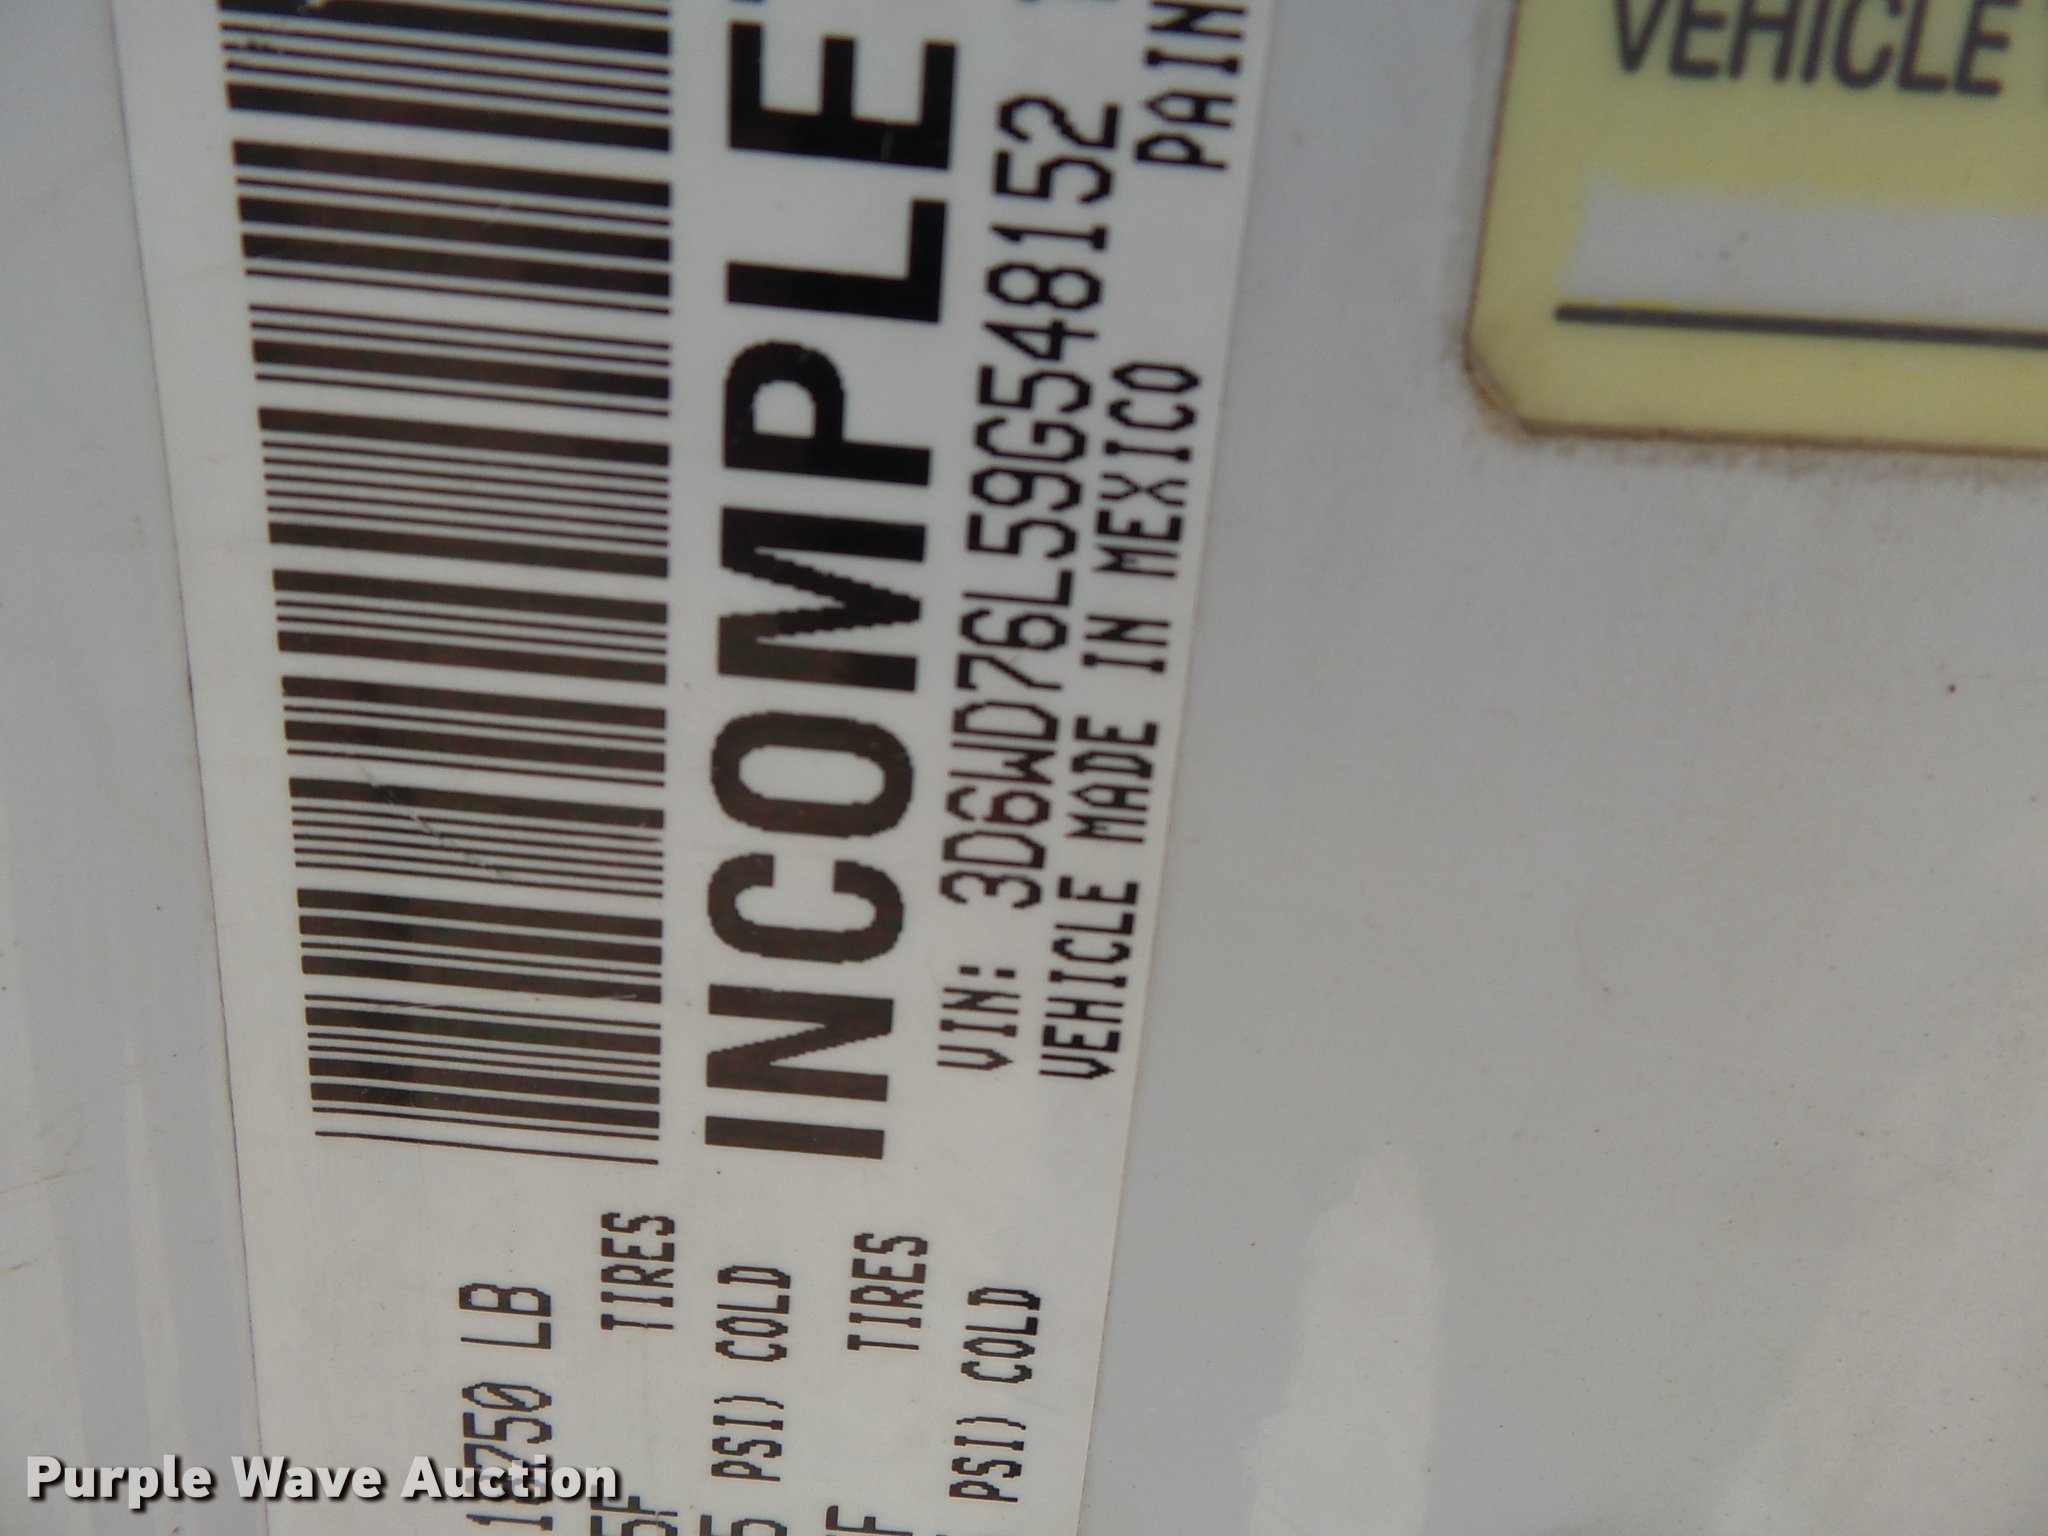 INCOMPLE
VIN: 3D6WD76L59G548152
VEHICLE MADE IN MEXICO
PAIN
LB
TIRES
PSI) COLD
TIRES
PSI) COLD
VEHICLE
Purple Wave Auction